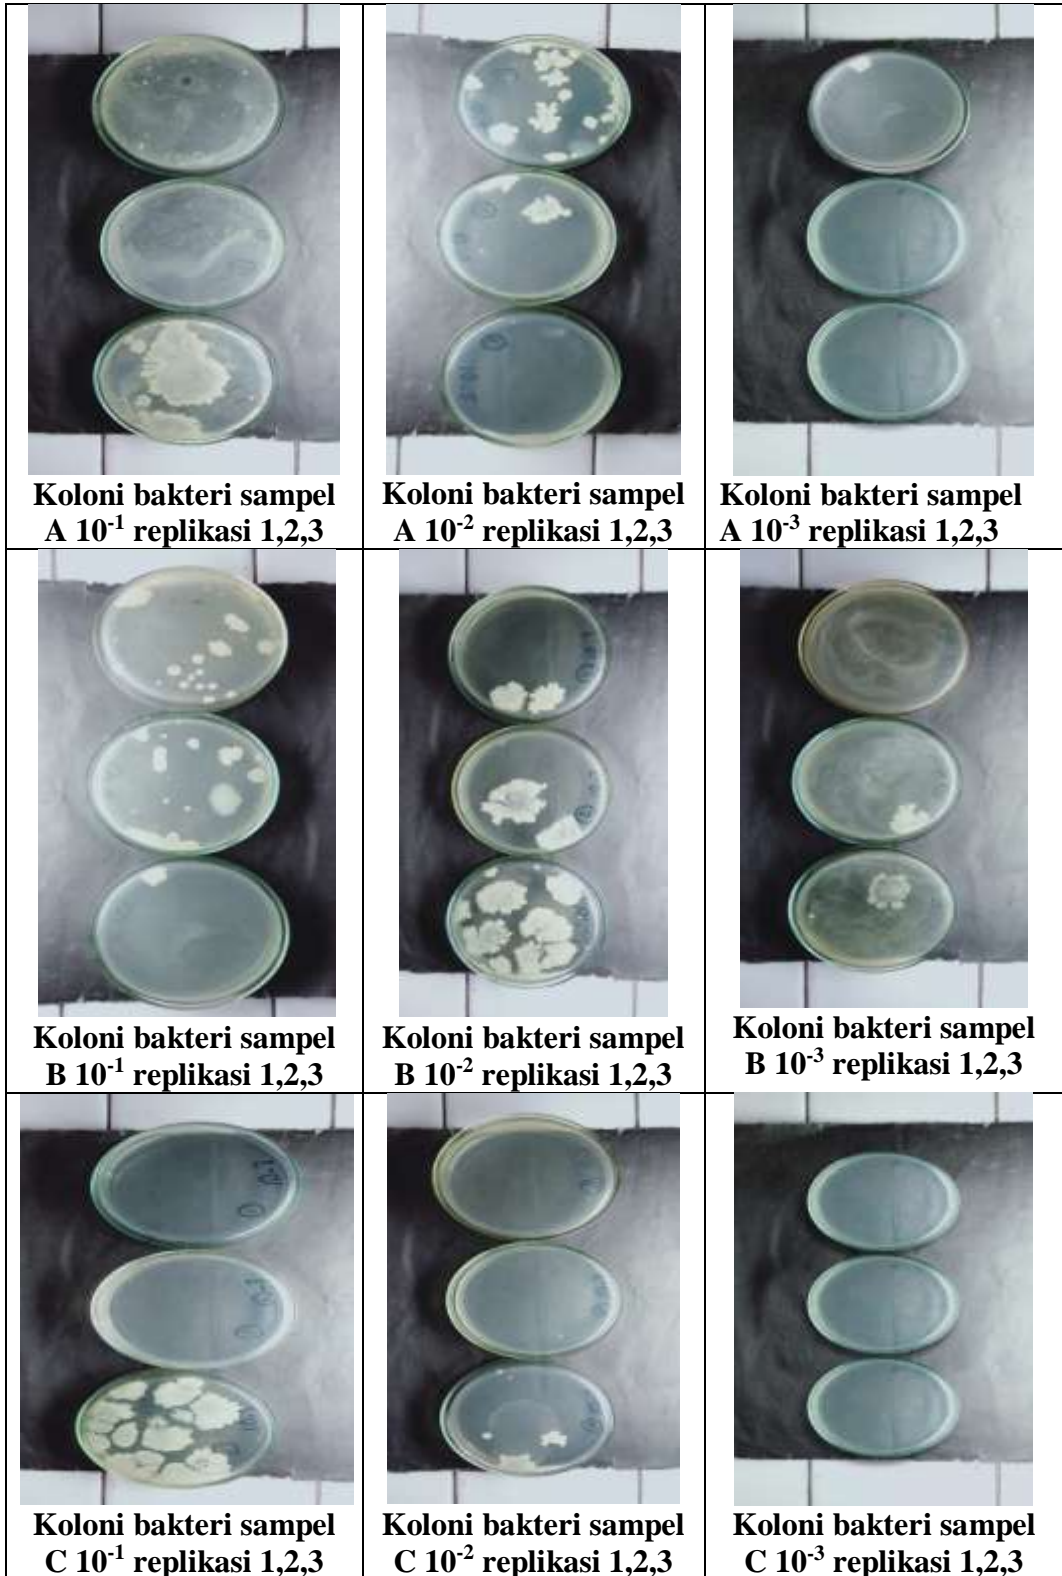 Koloni bakteri sampel
A 10⁻¹ replikasi 1,2,3
Koloni bakteri sampel
A 10⁻² replikasi 1,2,3
Koloni bakteri sampel
A 10⁻³ replikasi 1,2,3
Koloni bakteri sampel
B 10⁻¹ replikasi 1,2,3
Koloni bakteri sampel
B 10⁻² replikasi 1,2,3
Koloni bakteri sampel
B 10⁻³ replikasi 1,2,3
Koloni bakteri sampel
C 10⁻¹ replikasi 1,2,3
Koloni bakteri sampel
C 10⁻² replikasi 1,2,3
Koloni bakteri sampel
C 10⁻³ replikasi 1,2,3